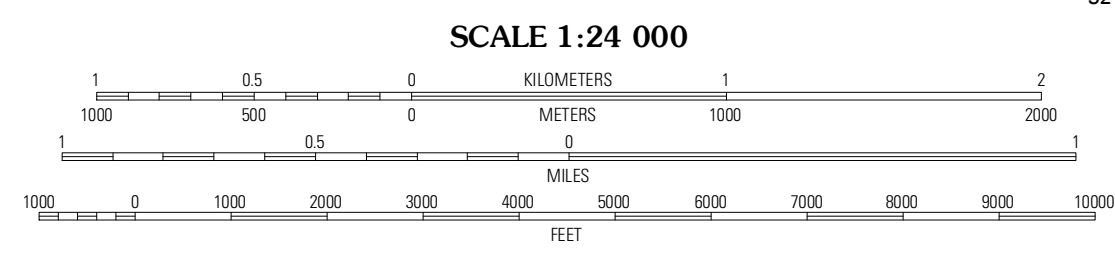 SCALE 1:24 000
1 0.5 0 KILOMETERS 1 2
1000 500 0 METERS 1000 2000
1 0.5 0 1
MILES
1000 0 1000 2000 3000 4000 5000 6000 7000 8000 9000 10000
FEET